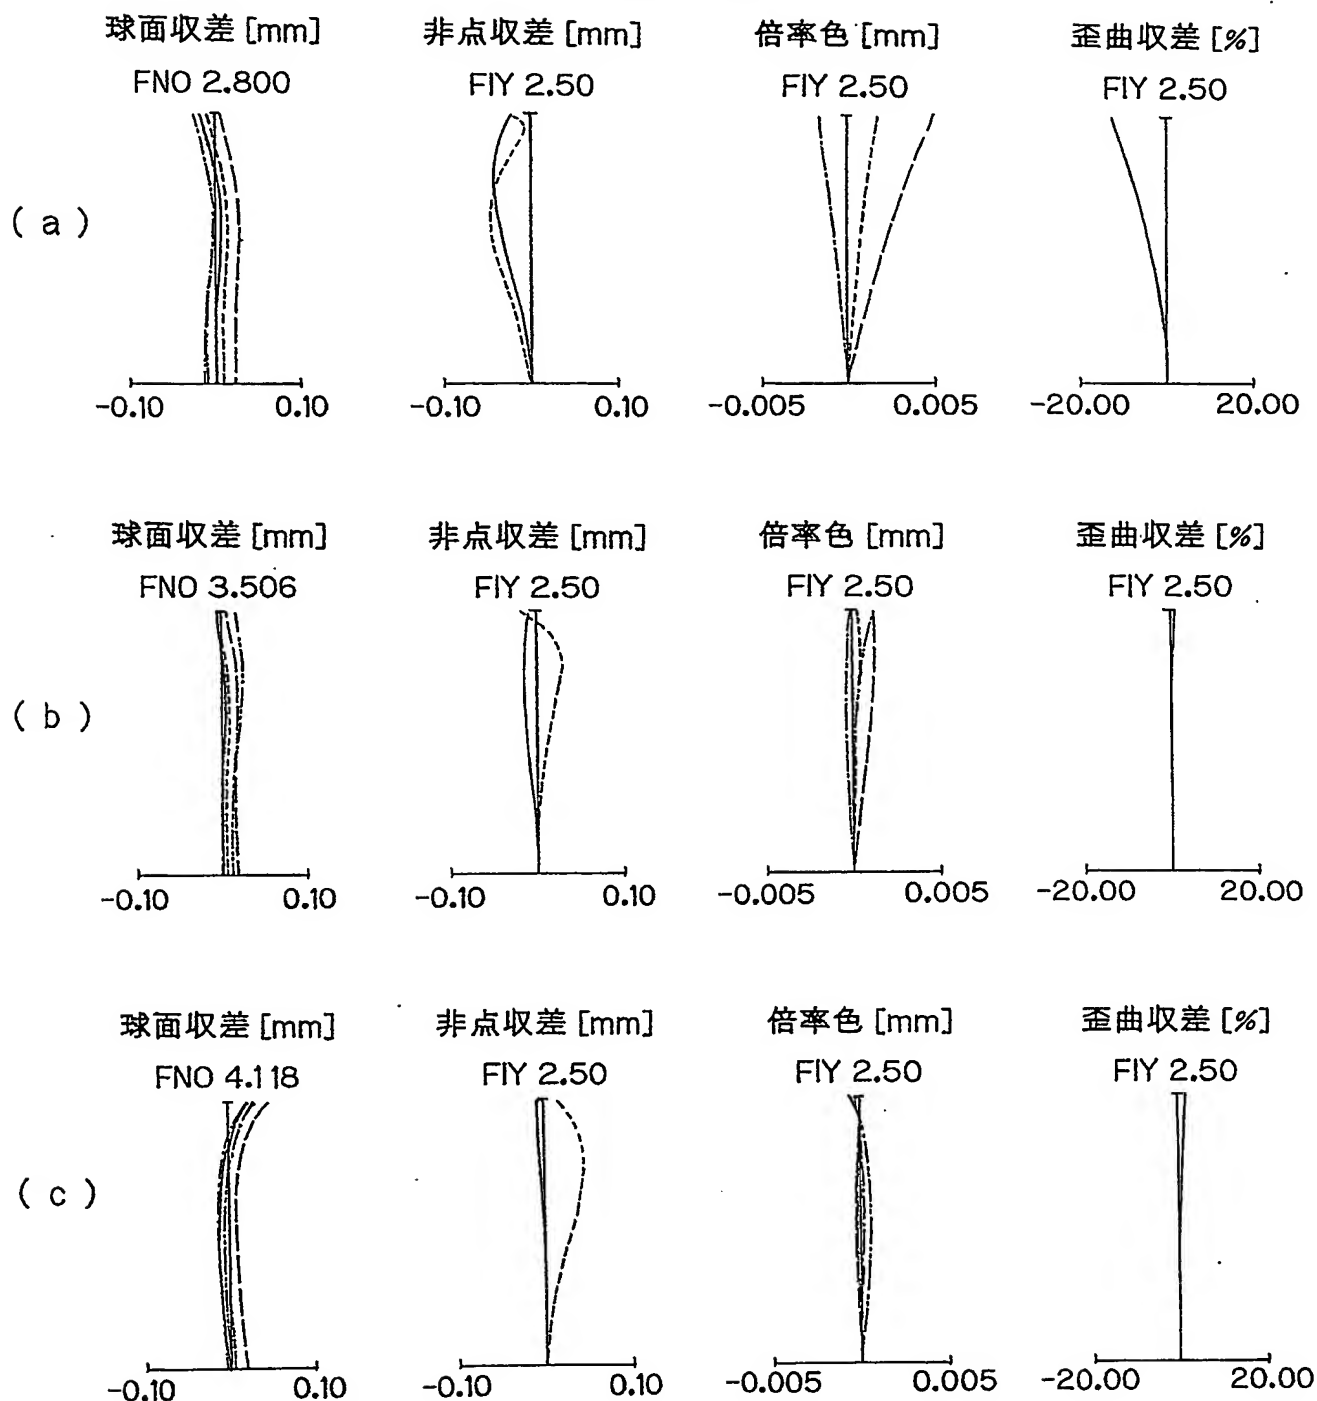 球面収差 [mm] 非点収差 [mm] 倍率色 [mm] 歪曲収差 [%]
FNO 2.800 FIY 2.50 FIY 2.50 FIY 2.50
( a )
-0.10 0.10 -0.10 0.10 -0.005 0.005 -20.00 20.00
球面収差 [mm] 非点収差 [mm] 倍率色 [mm] 歪曲収差 [%]
FNO 3.506 FIY 2.50 FIY 2.50 FIY 2.50
( b )
-0.10 0.10 -0.10 0.10 -0.005 0.005 -20.00 20.00
球面収差 [mm] 非点収差 [mm] 倍率色 [mm] 歪曲収差 [%]
FNO 4.118 FIY 2.50 FIY 2.50 FIY 2.50
( c )
-0.10 0.10 -0.10 0.10 -0.005 0.005 -20.00 20.00